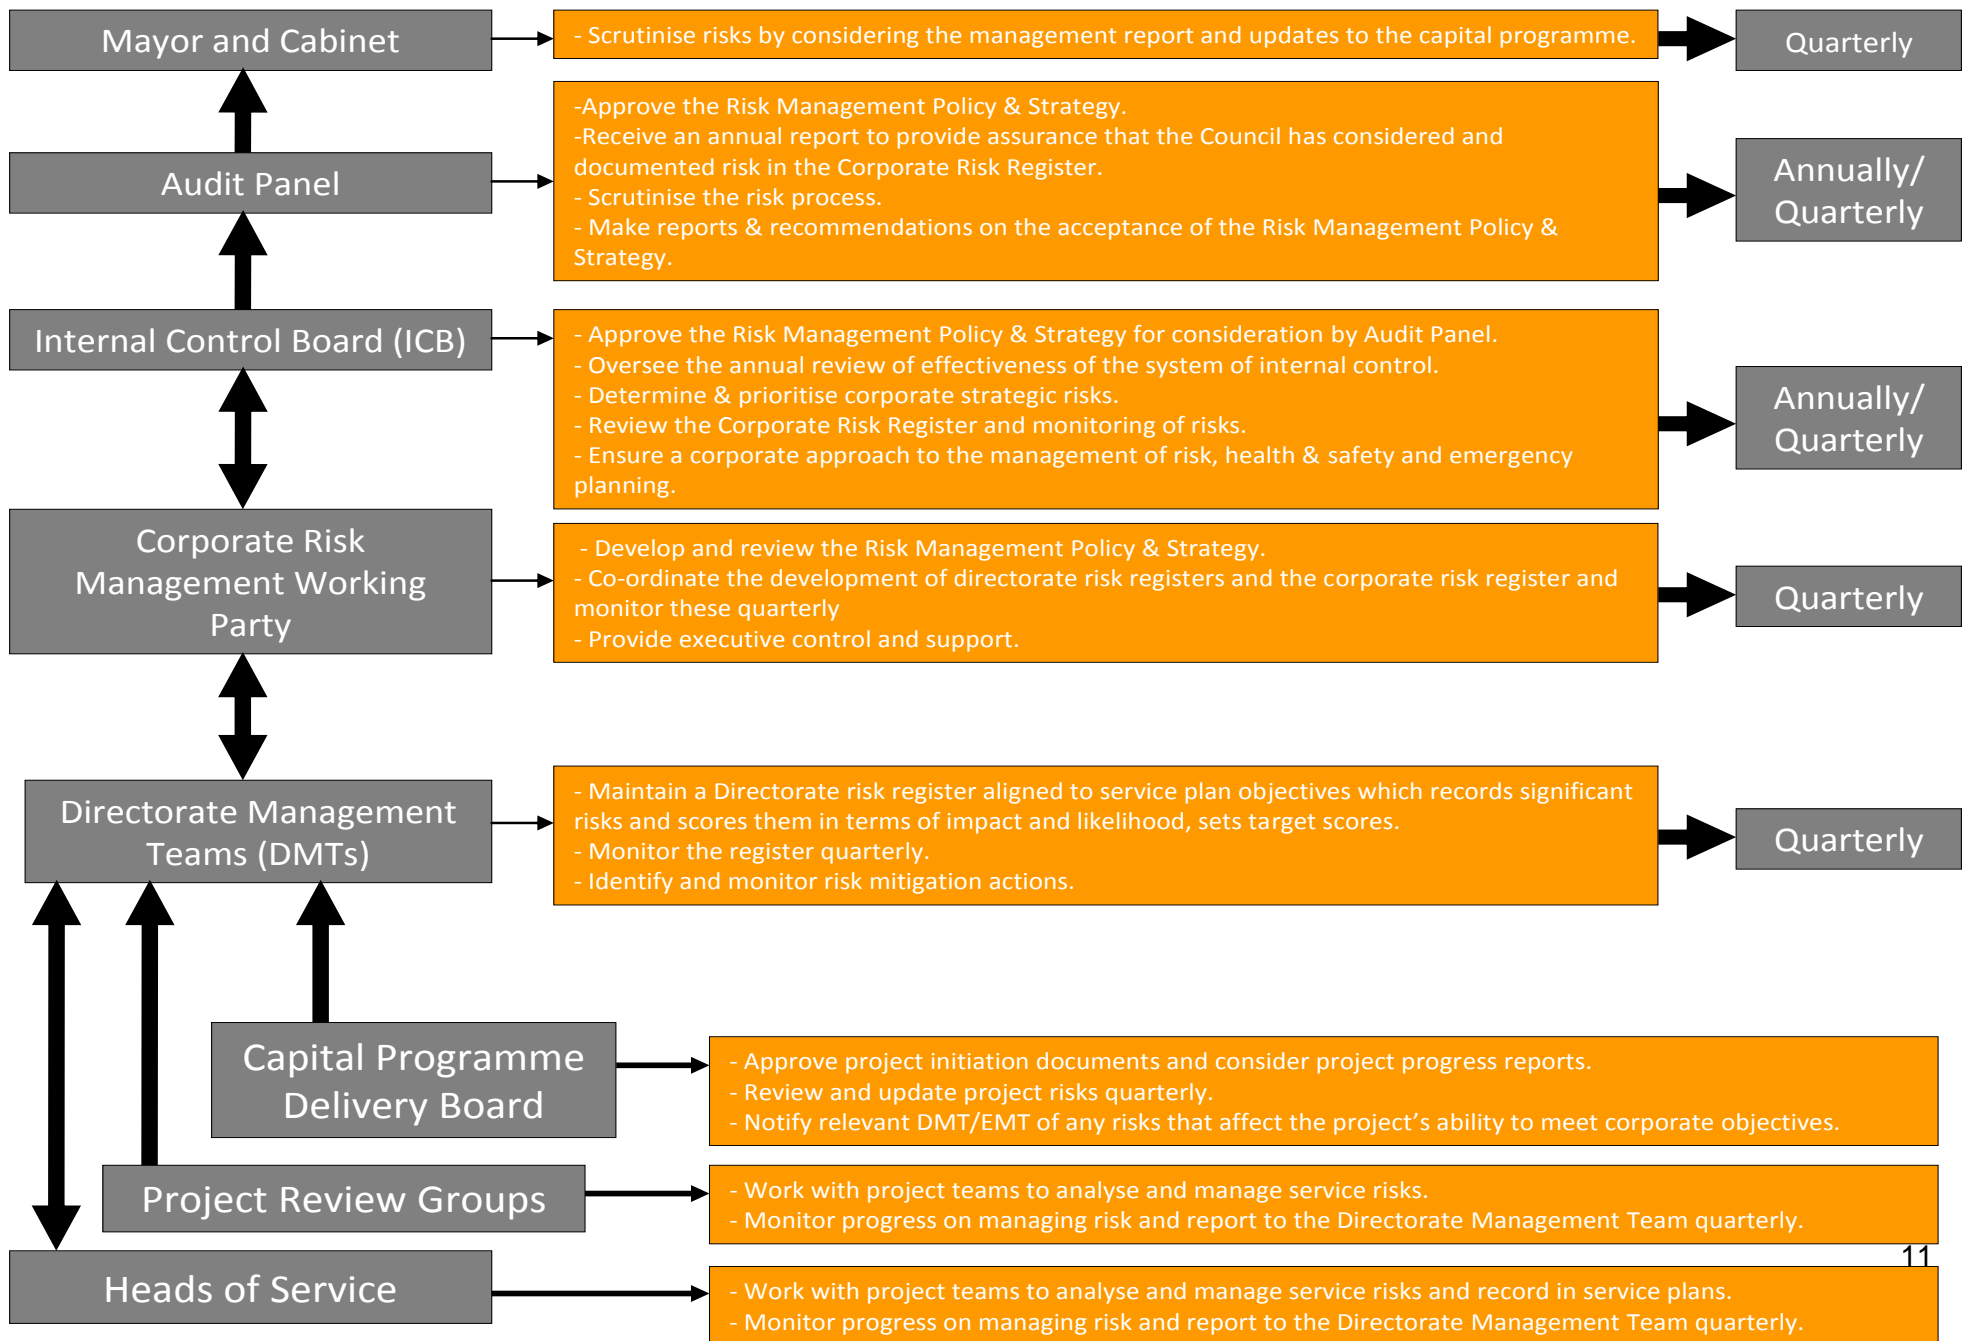 Mayor and Cabinet
- Scrutinise risks by considering the management report and updates to the capital programme.
Quarterly
Audit Panel
-Approve the Risk Management Policy & Strategy.
-Receive an annual report to provide assurance that the Council has considered and
documented risk in the Corporate Risk Register.
- Scrutinise the risk process.
- Make reports & recommendations on the acceptance of the Risk Management Policy &
Strategy.
Annually/
Quarterly
Internal Control Board (ICB)
- Approve the Risk Management Policy & Strategy for consideration by Audit Panel.
- Oversee the annual review of effectiveness of the system of internal control.
- Determine & prioritise corporate strategic risks.
- Review the Corporate Risk Register and monitoring of risks.
- Ensure a corporate approach to the management of risk, health & safety and emergency
planning.
Annually/
Quarterly
Corporate Risk
Management Working
Party
- Develop and review the Risk Management Policy & Strategy.
- Co-ordinate the development of directorate risk registers and the corporate risk register and
monitor these quarterly
- Provide executive control and support.
Quarterly
Directorate Management
Teams (DMTs)
- Maintain a Directorate risk register aligned to service plan objectives which records significant
risks and scores them in terms of impact and likelihood, sets target scores.
- Monitor the register quarterly.
- Identify and monitor risk mitigation actions.
Quarterly
Capital Programme
Delivery Board
- Approve project initiation documents and consider project progress reports.
- Review and update project risks quarterly.
- Notify relevant DMT/EMT of any risks that affect the project’s ability to meet corporate objectives.
Project Review Groups
- Work with project teams to analyse and manage service risks.
- Monitor progress on managing risk and report to the Directorate Management Team quarterly.
11
Heads of Service
- Work with project teams to analyse and manage service risks and record in service plans.
- Monitor progress on managing risk and report to the Directorate Management Team quarterly.